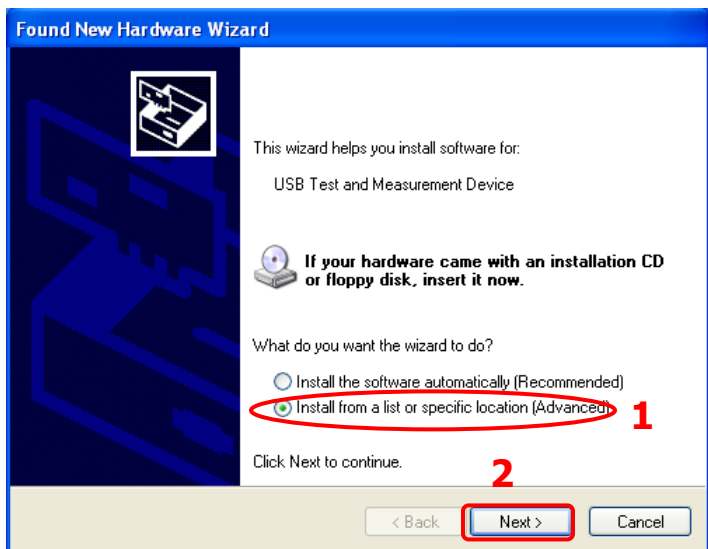 Found New Hardware Wizard
This wizard helps you install software for:
USB Test and Measurement Device
If your hardware came with an installation CD
or floppy disk, insert it now.
What do you want the wizard to do?
Install the software automatically (Recommended)
Install from a list or specific location (Advanced)
1
Click Next to continue.
2
< Back
Next >
Cancel